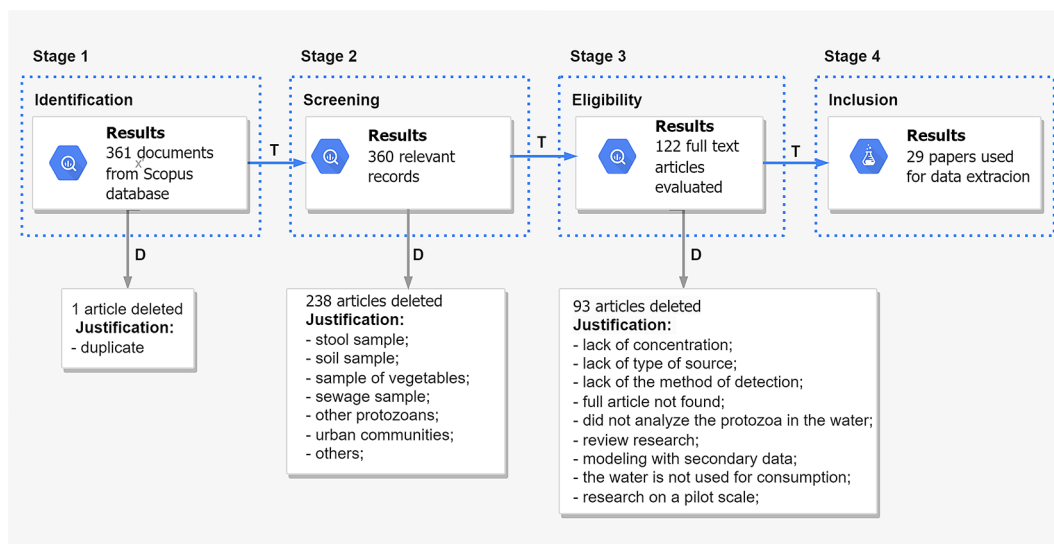 Stage 1
Identification
Results
361 documents
from Scopus
database
T
D
1 article deleted
Justification:
- duplicate
Stage 2
Screening
Results
360 relevant
records
T
D
238 articles deleted
Justification:
- stool sample;
- soil sample;
- sample of vegetables;
- sewage sample;
- other protozoans;
- urban communities;
- others;
Stage 3
Eligibility
Results
122 full text
articles
evaluated
T
D
93 articles deleted
Justification:
- lack of concentration;
- lack of type of source;
- lack of the method of detection;
- full article not found;
- did not analyze the protozoa in the water;
- review research;
- modeling with secondary data;
- the water is not used for consumption;
- research on a pilot scale;
Stage 4
Inclusion
Results
29 papers used
for data extracion